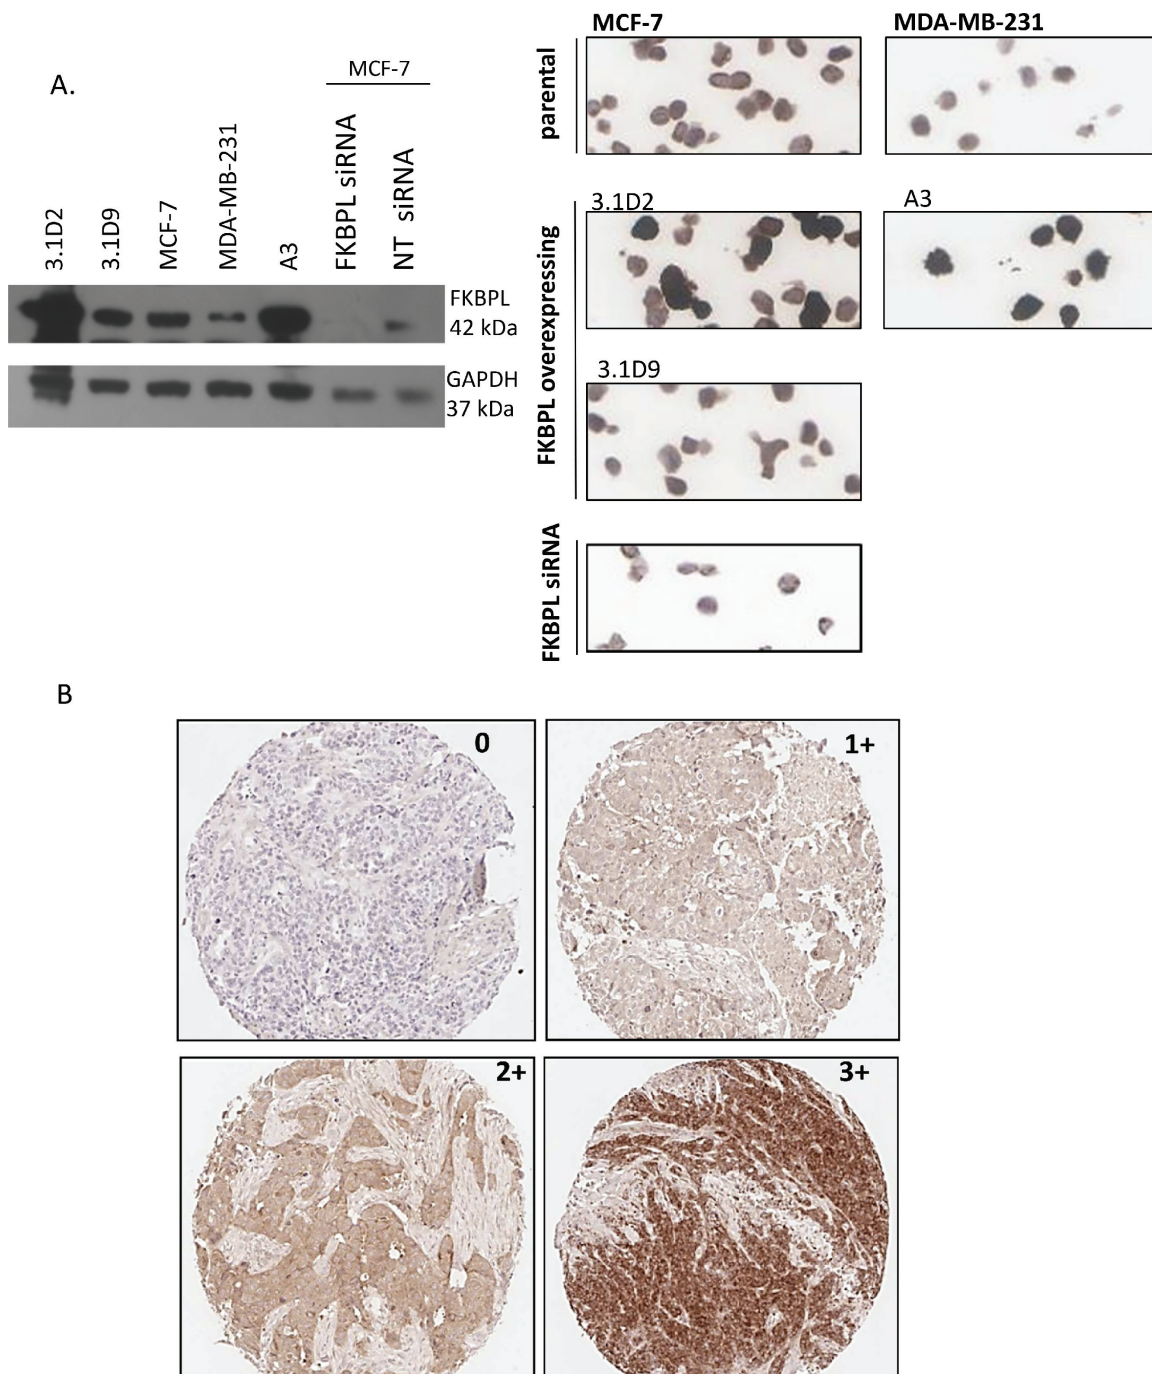 A.
MCF-7
3.1D2
3.1D9
MCF-7
MDA-MB-231
A3
FKBPL siRNA
NT siRNA
FKBPL
42 kDa
GAPDH
37 kDa
MCF-7
MDA-MB-231
parental
FKBPL overexpressing
3.1D2
A3
3.1D9
FKBPL siRNA
B
0
1+
2+
3+